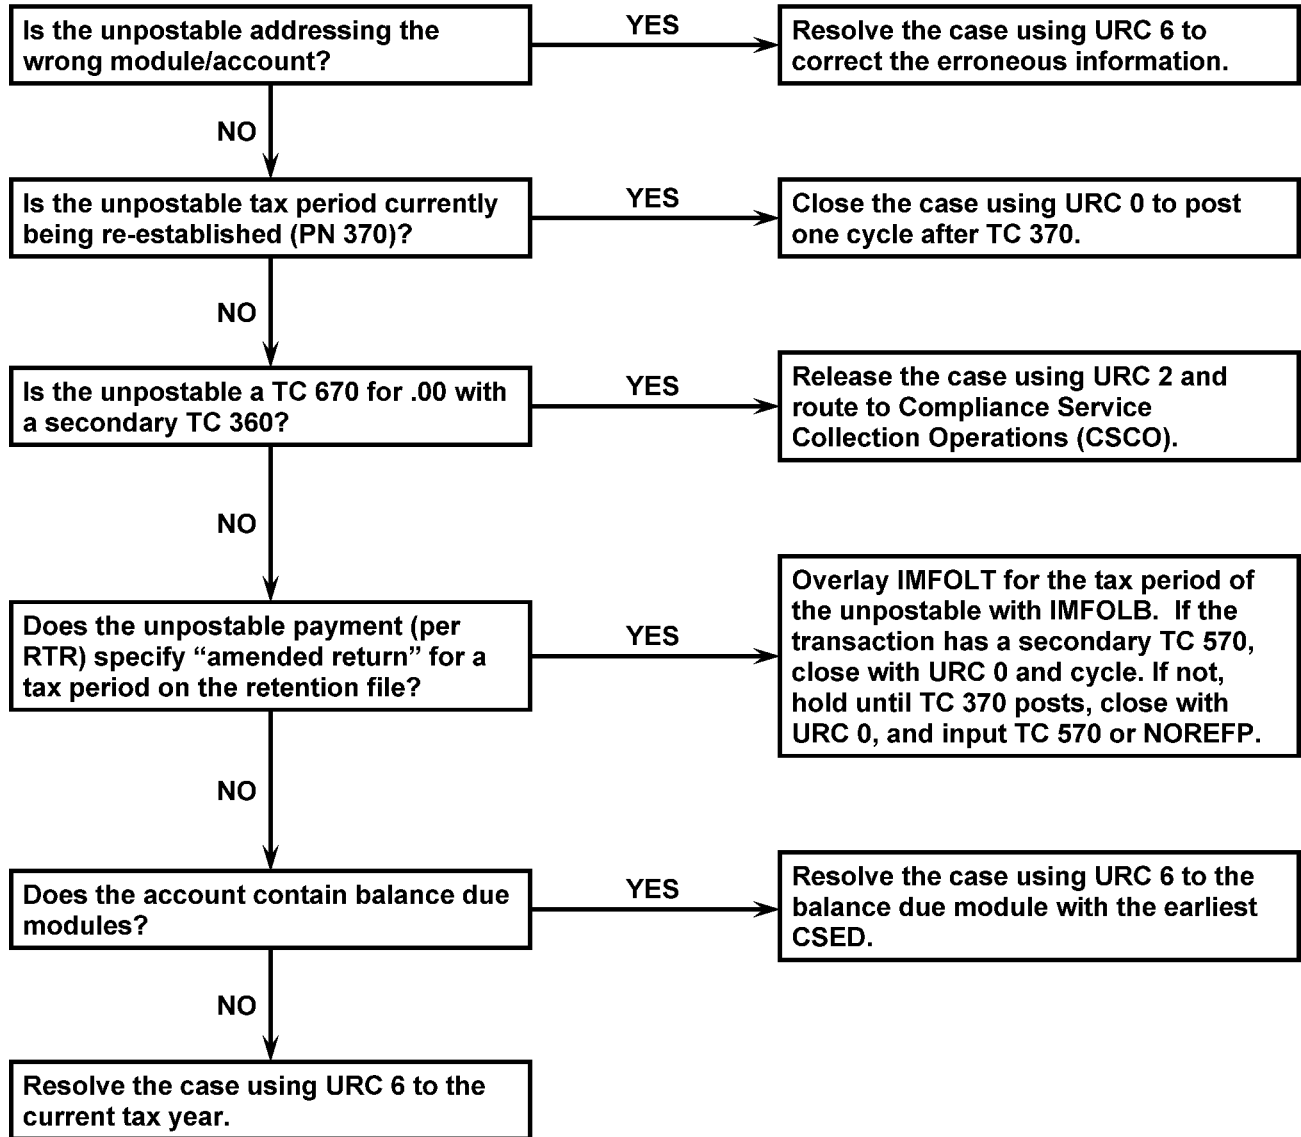 Is the unpostable addressing the
wrong module/account?
YES
Resolve the case using URC 6 to
correct the erroneous information.
NO
Is the unpostable tax period currently
being re-established (PN 370)?
YES
Close the case using URC 0 to post
one cycle after TC 370.
NO
Is the unpostable a TC 670 for .00 with
a secondary TC 360?
YES
Release the case using URC 2 and
route to Compliance Service
Collection Operations (CSCO).
NO
Does the unpostable payment (per
RTR) specify “amended return” for a
tax period on the retention file?
YES
Overlay IMFOLT for the tax period of
the unpostable with IMFOLB.  If the
transaction has a secondary TC 570,
close with URC 0 and cycle. If not,
hold until TC 370 posts, close with
URC 0, and input TC 570 or NOREFP.
NO
Does the account contain balance due
modules?
YES
Resolve the case using URC 6 to the
balance due module with the earliest
CSED.
NO
Resolve the case using URC 6 to the
current tax year.